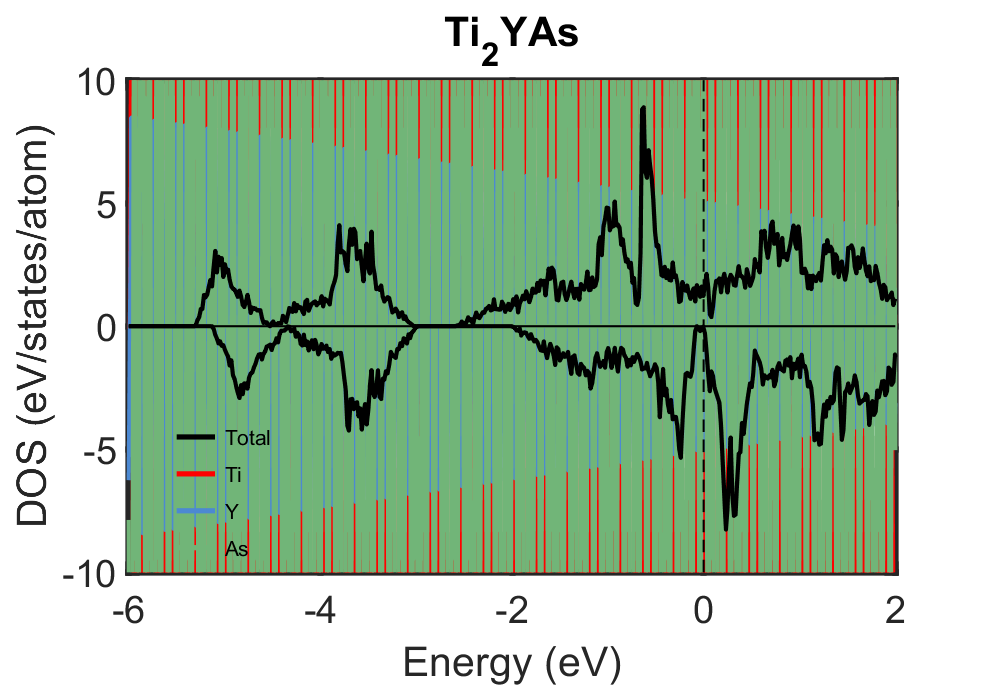 Ti2YAs
10
5
0
-5
-10
DOS (eV/states/atom)
Total
Ti
Y
As
-6 -4 -2 0 2
Energy (eV)